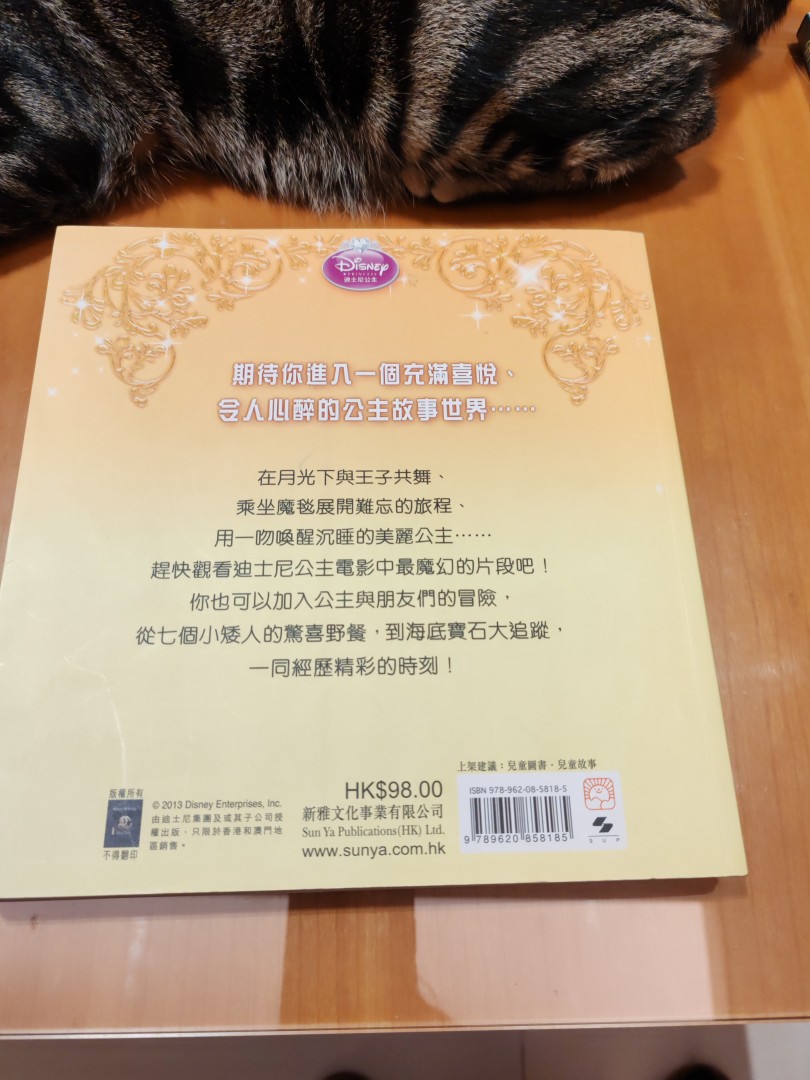 DISNEY
PRINCESS
迪士尼公主
期待你進入一個充滿喜悅、
令人心醉的公主故事世界……
在月光下與王子共舞、
乘坐魔毯展開難忘的旅程、
用一吻喚醒沉睡的美麗公主……
趕快觀看迪士尼公主電影中最魔幻的片段吧！
你也可以加入公主與朋友們的冒險，
從七個小矮人的驚喜野餐，到海底寶石大追蹤，
一同經歷精彩的時刻！
版權所有
不得翻印
© 2013 Disney Enterprises, Inc.
由迪士尼集團及或其子公司授
權出版，只限於香港和澳門地
區銷售。
HK$98.00
新雅文化事業有限公司
Sun Ya Publications (HK) Ltd.
www.sunya.com.hk
上架建議：兒童圖書・兒童故事
ISBN 978-962-08-5818-5
9 789620 858185
SUP